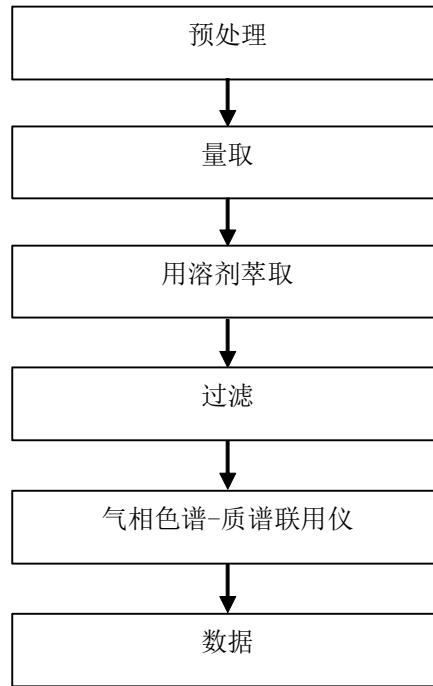 预处理
量取
用溶剂萃取
过滤
气相色谱-质谱联用仪
数据